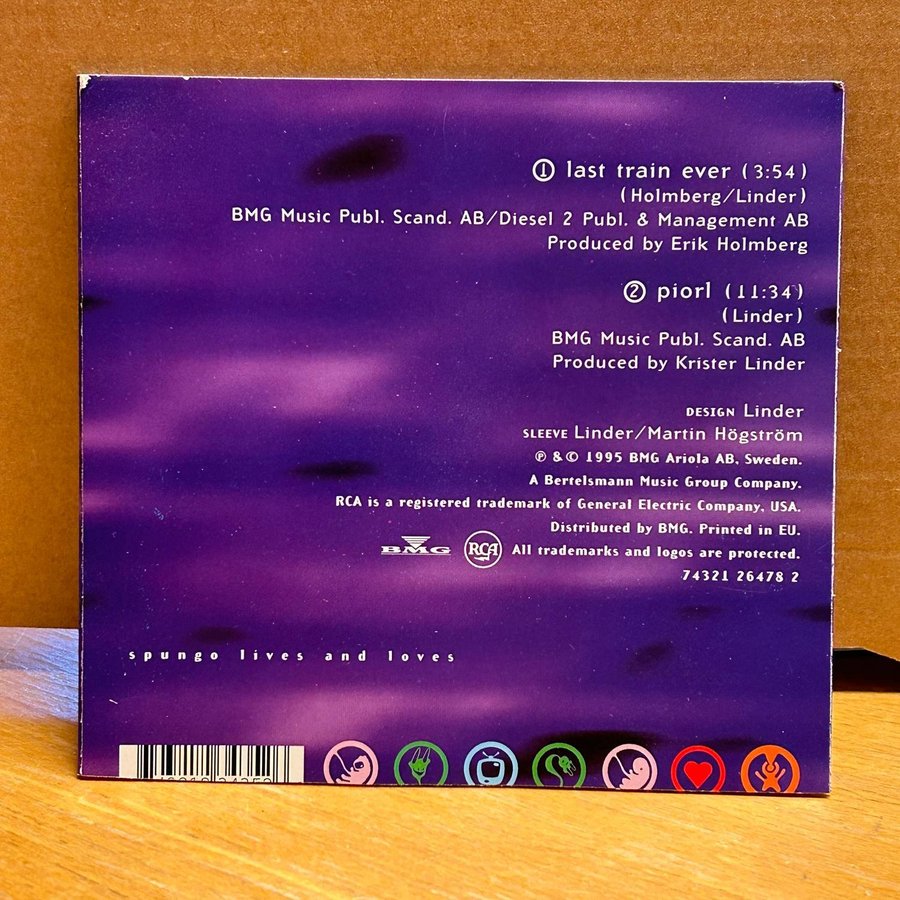 ① last train ever (3:54)
(Holmberg/Linder)
BMG Music Publ. Scand. AB/Diesel 2 Publ. & Management AB
Produced by Erik Holmberg
② piorl (11:34)
(Linder)
BMG Music Publ. Scand. AB
Produced by Krister Linder
DESIGN Linder
SLEEVE Linder/Martin Högström
℗ & © 1995 BMG Ariola AB, Sweden.
A Bertelsmann Music Group Company.
RCA is a registered trademark of General Electric Company, USA.
Distributed by BMG. Printed in EU.
BMG RCA All trademarks and logos are protected.
74321 26478 2
spungo lives and loves